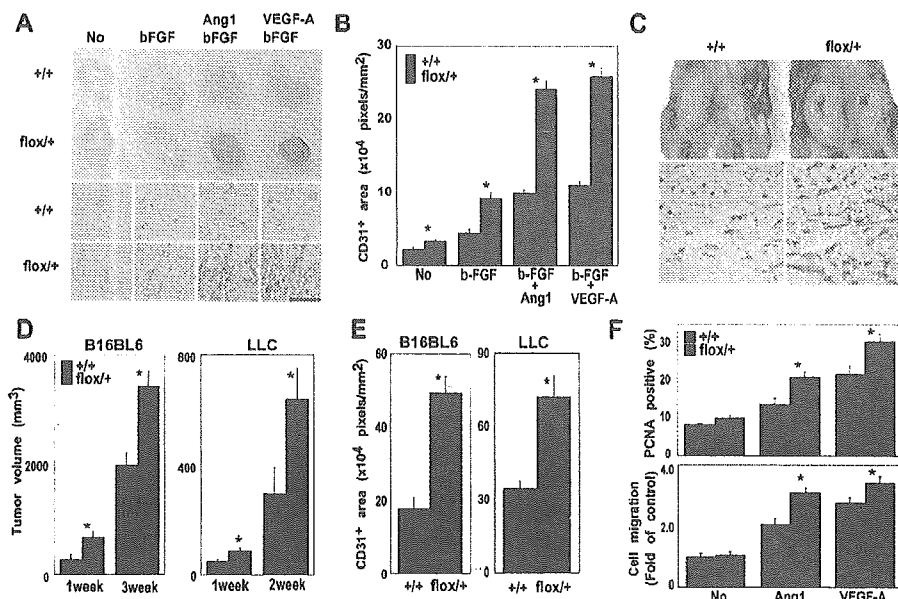 A
No
bFGF
Ang1
bFGF
VEGF-A
bFGF
+/+
flox/+
+/+
flox/+
B
CD31+ area (x10⁴ pixels/mm²)
30
20
10
0
+/+
flox/+
*
*
*
*
No
b-FGF
b-FGF
+
Ang1
b-FGF
+
VEGF-A
C
+/+
flox/+
D
B16BL6
Tumor volume (mm³)
4000
2000
0
+/+
flox/+
*
*
1week
3week
LLC
800
400
0
*
*
1week
2week
E
B16BL6
CD31+ area (x10⁴ pixels/mm²)
60
40
20
0
*
+/+ flox/+
LLC
90
60
30
0
*
+/+ flox/+
F
PCNA positive (%)
30
20
10
0
+/+
flox/+
*
*
Cell migration
(Fold of control)
4.0
2.0
0
*
*
No
Ang1
VEGF-A